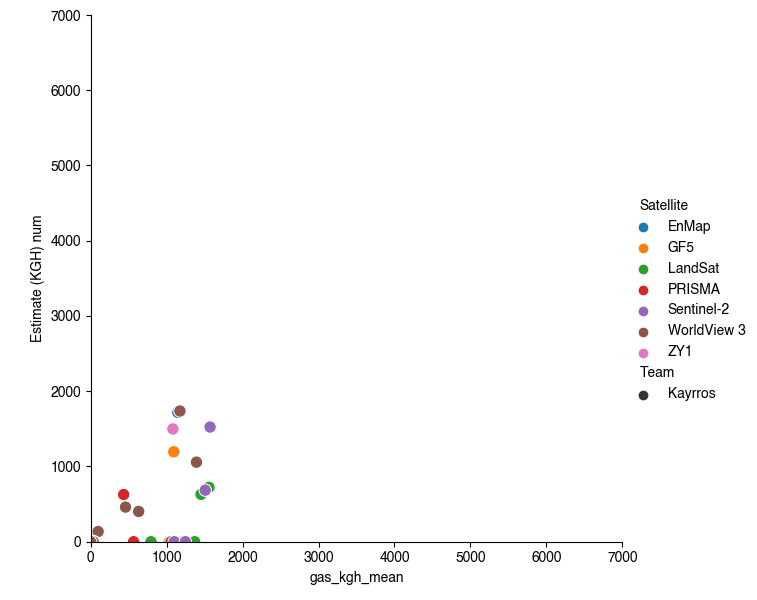 7000
6000
5000
4000
3000
2000
1000
0
Estimate (KGH) num
0 1000 2000 3000 4000 5000 6000 7000
gas_kgh_mean
Satellite
EnMap
GF5
LandSat
PRISMA
Sentinel-2
WorldView 3
ZY1
Team
Kayrros